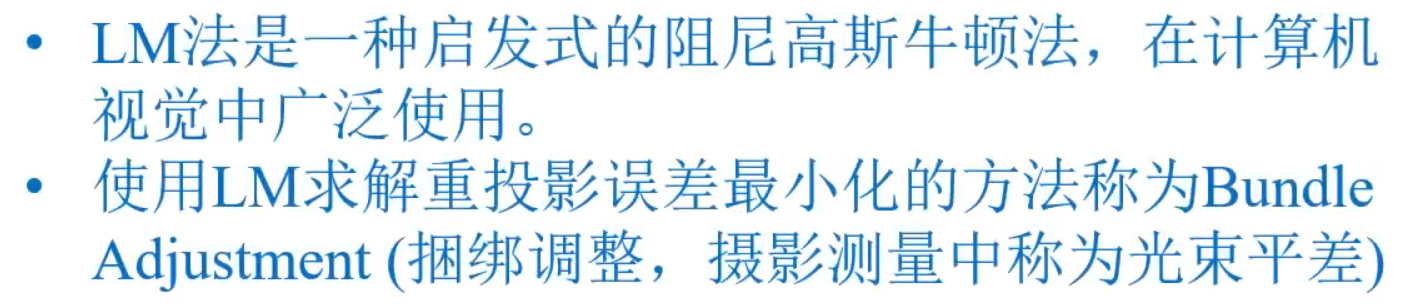 • LM法是一种启发式的阻尼高斯牛顿法，在计算机
视觉中广泛使用。
• 使用LM求解重投影误差最小化的方法称为Bundle
Adjustment (捆绑调整，摄影测量中称为光束平差)